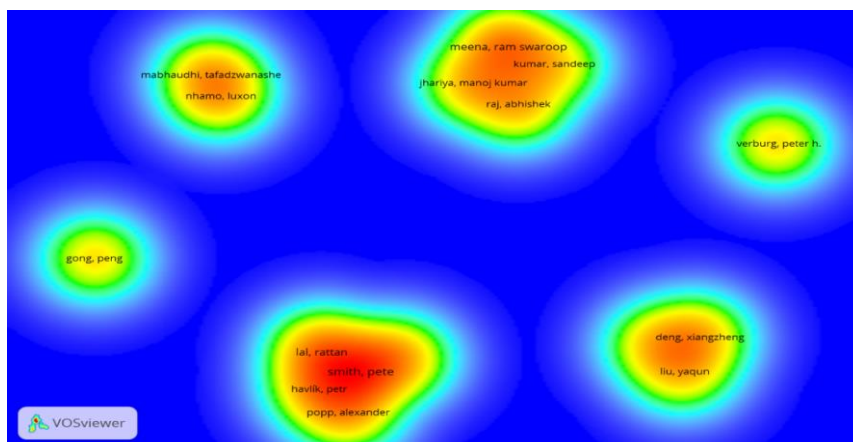 meena, ram swaroop
kumar, sandeep
mabhaudhi, tafadzwanashe
jhariya, manoj kumar
nhamo, luxon
raj, abhishek
verburg, peter h.
gong, peng
deng, xiangzheng
lal, rattan
smith, pete
liu, yaqun
havlík, petr
popp, alexander
VOSviewer